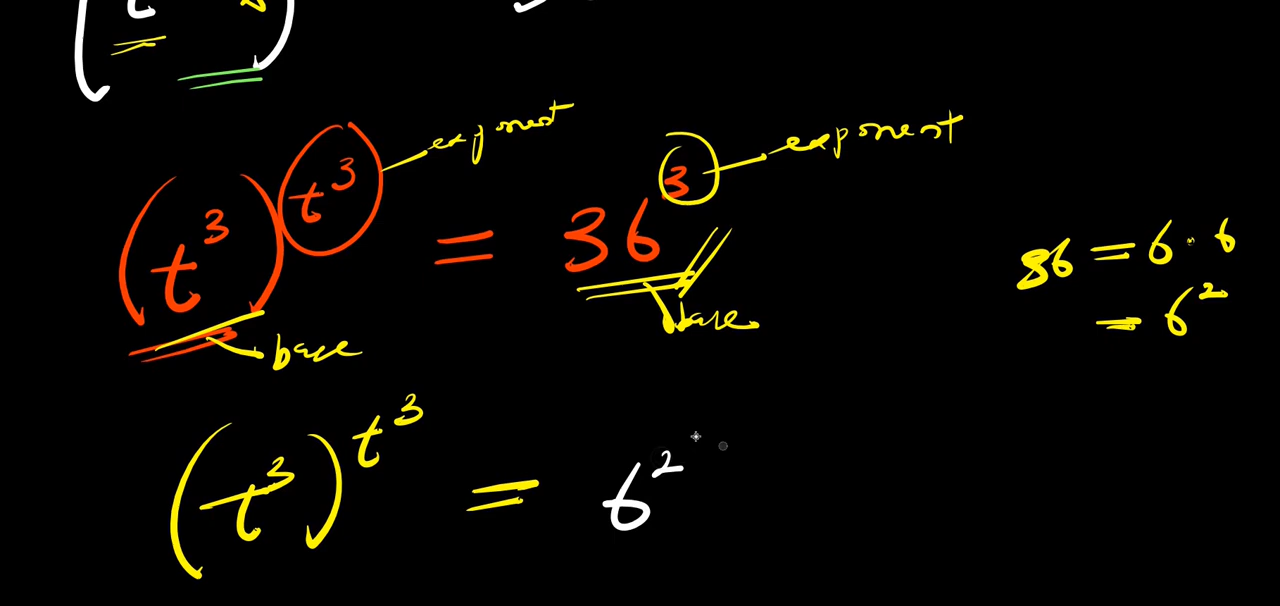 exponent
exponent
(t³)^t³ = 36³
36 = 6 · 6
= 6²
base
base
(t³)^t³ = 6²